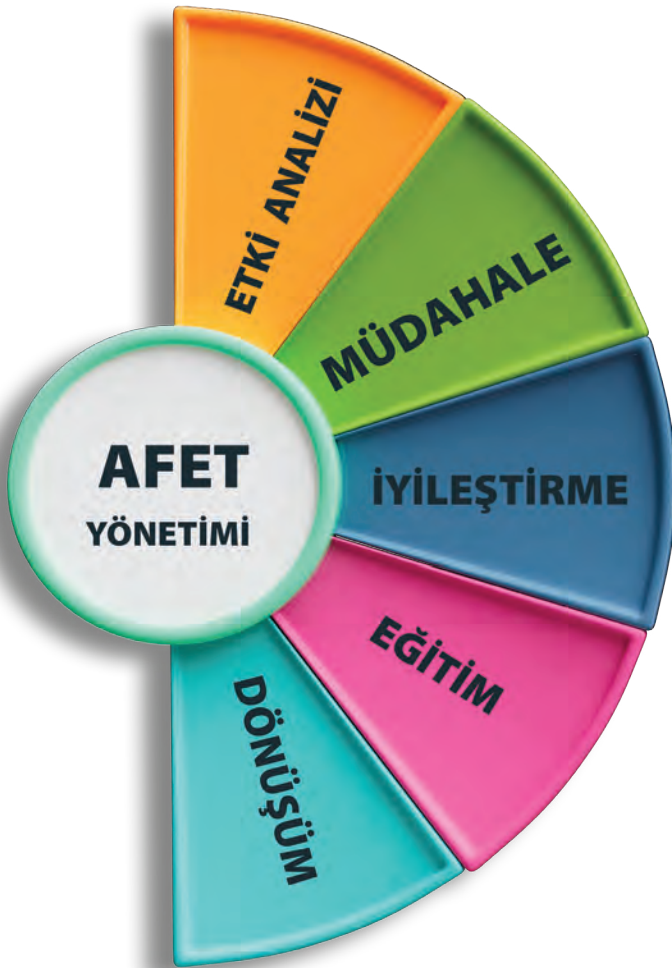 ETKİ ANALİZİ
MÜDAHALE
İYİLEŞTİRME
EĞİTİM
DÖNÜŞÜM
AFET
YÖNETİMİ